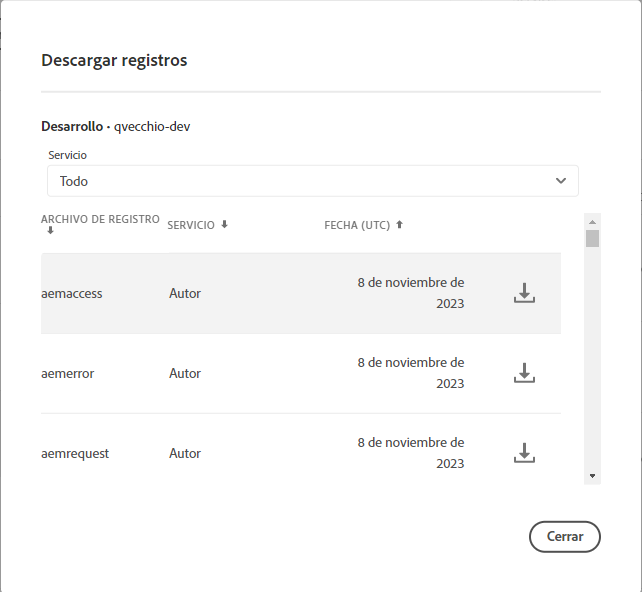 Descargar registros
Desarrollo • qvecchio-dev
Servicio
Todo
ARCHIVO DE REGISTRO SERVICIO FECHA (UTC)
aemaccess Autor 8 de noviembre de
2023
aemerror Autor 8 de noviembre de
2023
aemrequest Autor 8 de noviembre de
2023
Cerrar